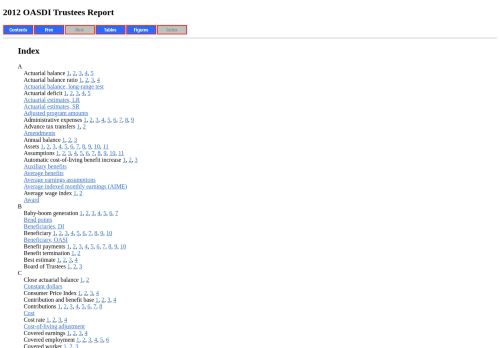 2012 OASDI Trustees Report
Contents Prev Next Tables Figures Index
Index
A
Actuarial balance 1, 2, 3, 4, 5
Actuarial balance ratio 1, 2, 3, 4
Actuarial balance, long-range test
Actuarial deficit 1, 2, 3, 4, 5
Actuarial estimates, LR
Actuarial estimates, SR
Adjusted program amounts
Administrative expenses 1, 2, 3, 4, 5, 6, 7, 8, 9
Advance tax transfers 1, 2
Amendments
Annual balance 1, 2, 3
Assets 1, 2, 3, 4, 5, 6, 7, 8, 9, 10, 11
Assumptions 1, 2, 3, 4, 5, 6, 7, 8, 9, 10, 11
Automatic cost-of-living benefit increase 1, 2, 3
Auxiliary benefits
Average benefits
Average earnings assumptions
Average indexed monthly earnings (AIME)
Average wage index 1, 2
Award
B
Baby-boom generation 1, 2, 3, 4, 5, 6, 7
Bend points
Beneficiaries, DI
Beneficiary 1, 2, 3, 4, 5, 6, 7, 8, 9, 10
Beneficiary, OASI
Benefit payments 1, 2, 3, 4, 5, 6, 7, 8, 9, 10
Benefit termination 1, 2
Best estimate 1, 2, 3, 4
Board of Trustees 1, 2, 3
C
Close actuarial balance 1, 2
Constant dollars
Consumer Price Index 1, 2, 3, 4
Contribution and benefit base 1, 2, 3, 4
Contributions 1, 2, 3, 4, 5, 6, 7, 8
Cost
Cost rate 1, 2, 3, 4
Cost-of-living adjustment
Covered earnings 1, 2, 3, 4
Covered employment 1, 2, 3, 4, 5, 6
Covered worker 1, 2, 3